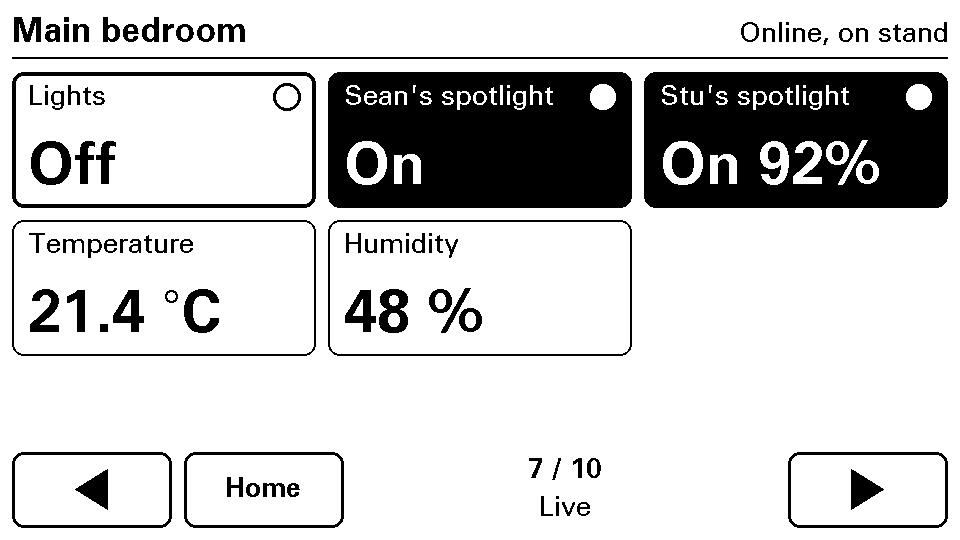 Main bedroom
Online, on stand
Lights
Off
Sean's spotlight
On
Stu's spotlight
On 92%
Temperature
21.4 °C
Humidity
48 %
Home
7 / 10
Live